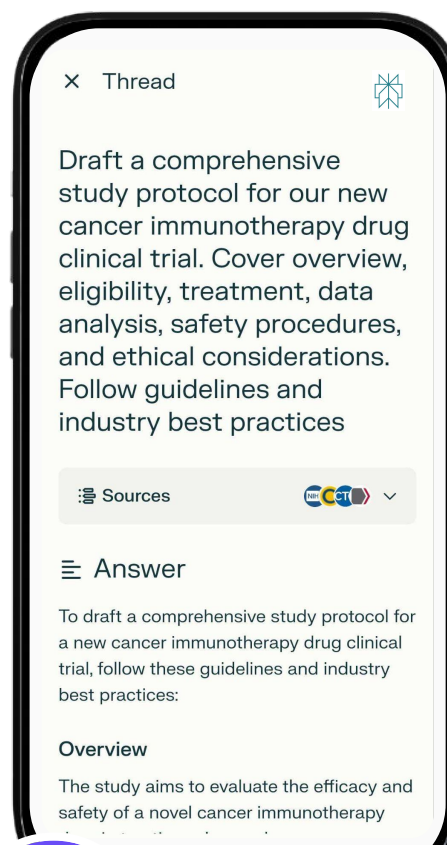 Thread
Draft a comprehensive
study protocol for our new
cancer immunotherapy drug
clinical trial. Cover overview,
eligibility, treatment, data
analysis, safety procedures,
and ethical considerations.
Follow guidelines and
industry best practices
Sources
NIH
CTC
Answer
To draft a comprehensive study protocol for
a new cancer immunotherapy drug clinical
trial, follow these guidelines and industry
best practices:
Overview
The study aims to evaluate the efficacy and
safety of a novel cancer immunotherapy